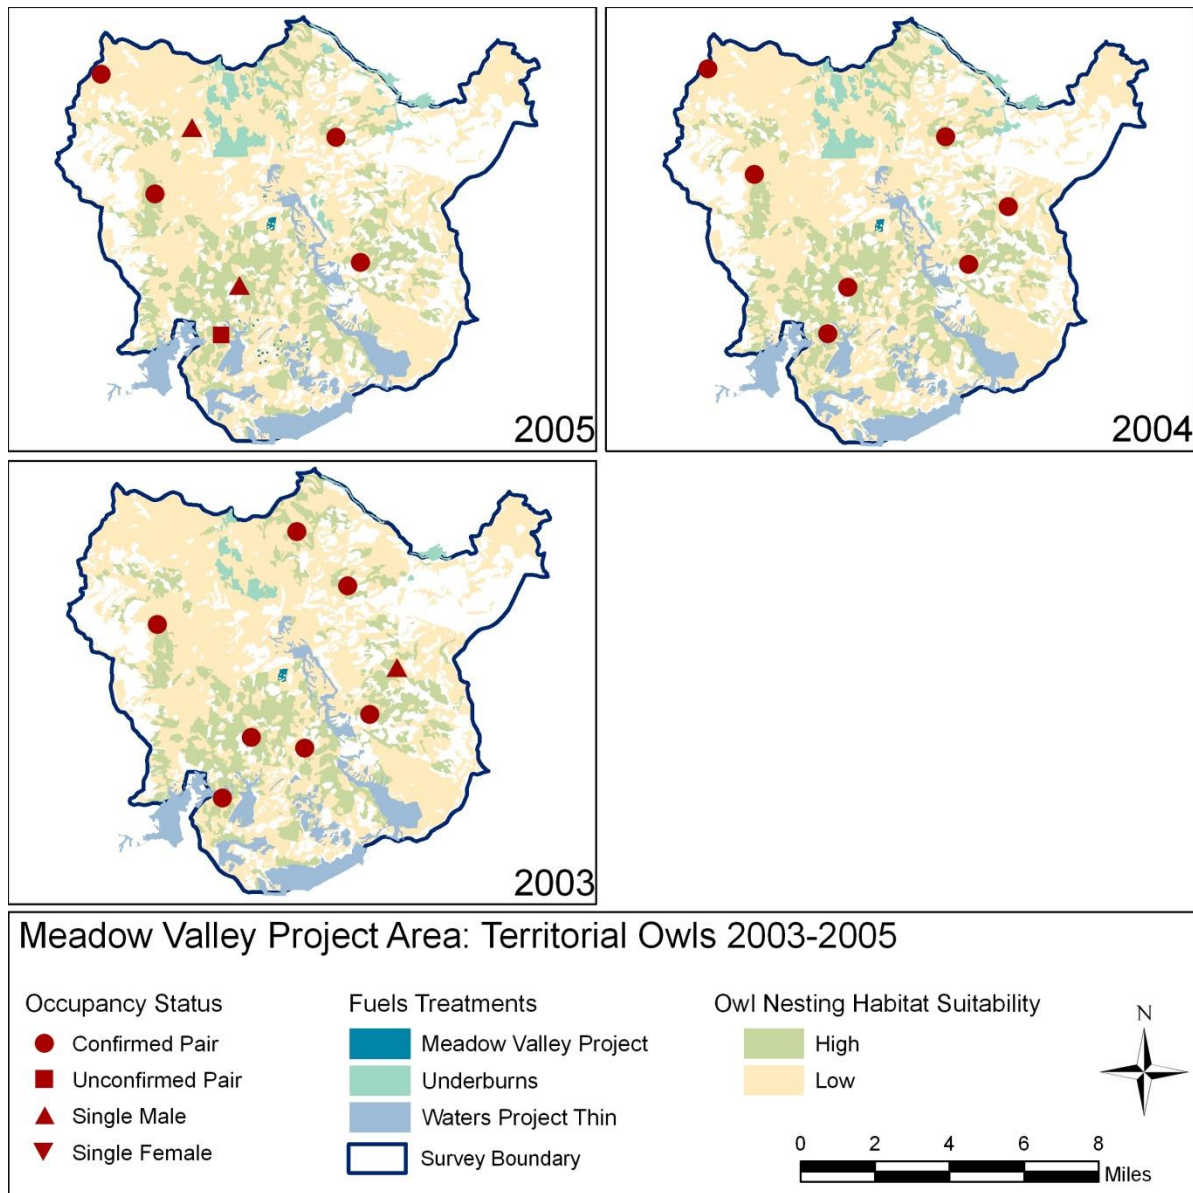 2005
2004
2003
Meadow Valley Project Area: Territorial Owls 2003-2005
Occupancy Status
Confirmed Pair
Unconfirmed Pair
Single Male
Single Female
Fuels Treatments
Meadow Valley Project
Underburns
Waters Project Thin
Survey Boundary
Owl Nesting Habitat Suitability
High
Low
N
0 2 4 6 8
Miles